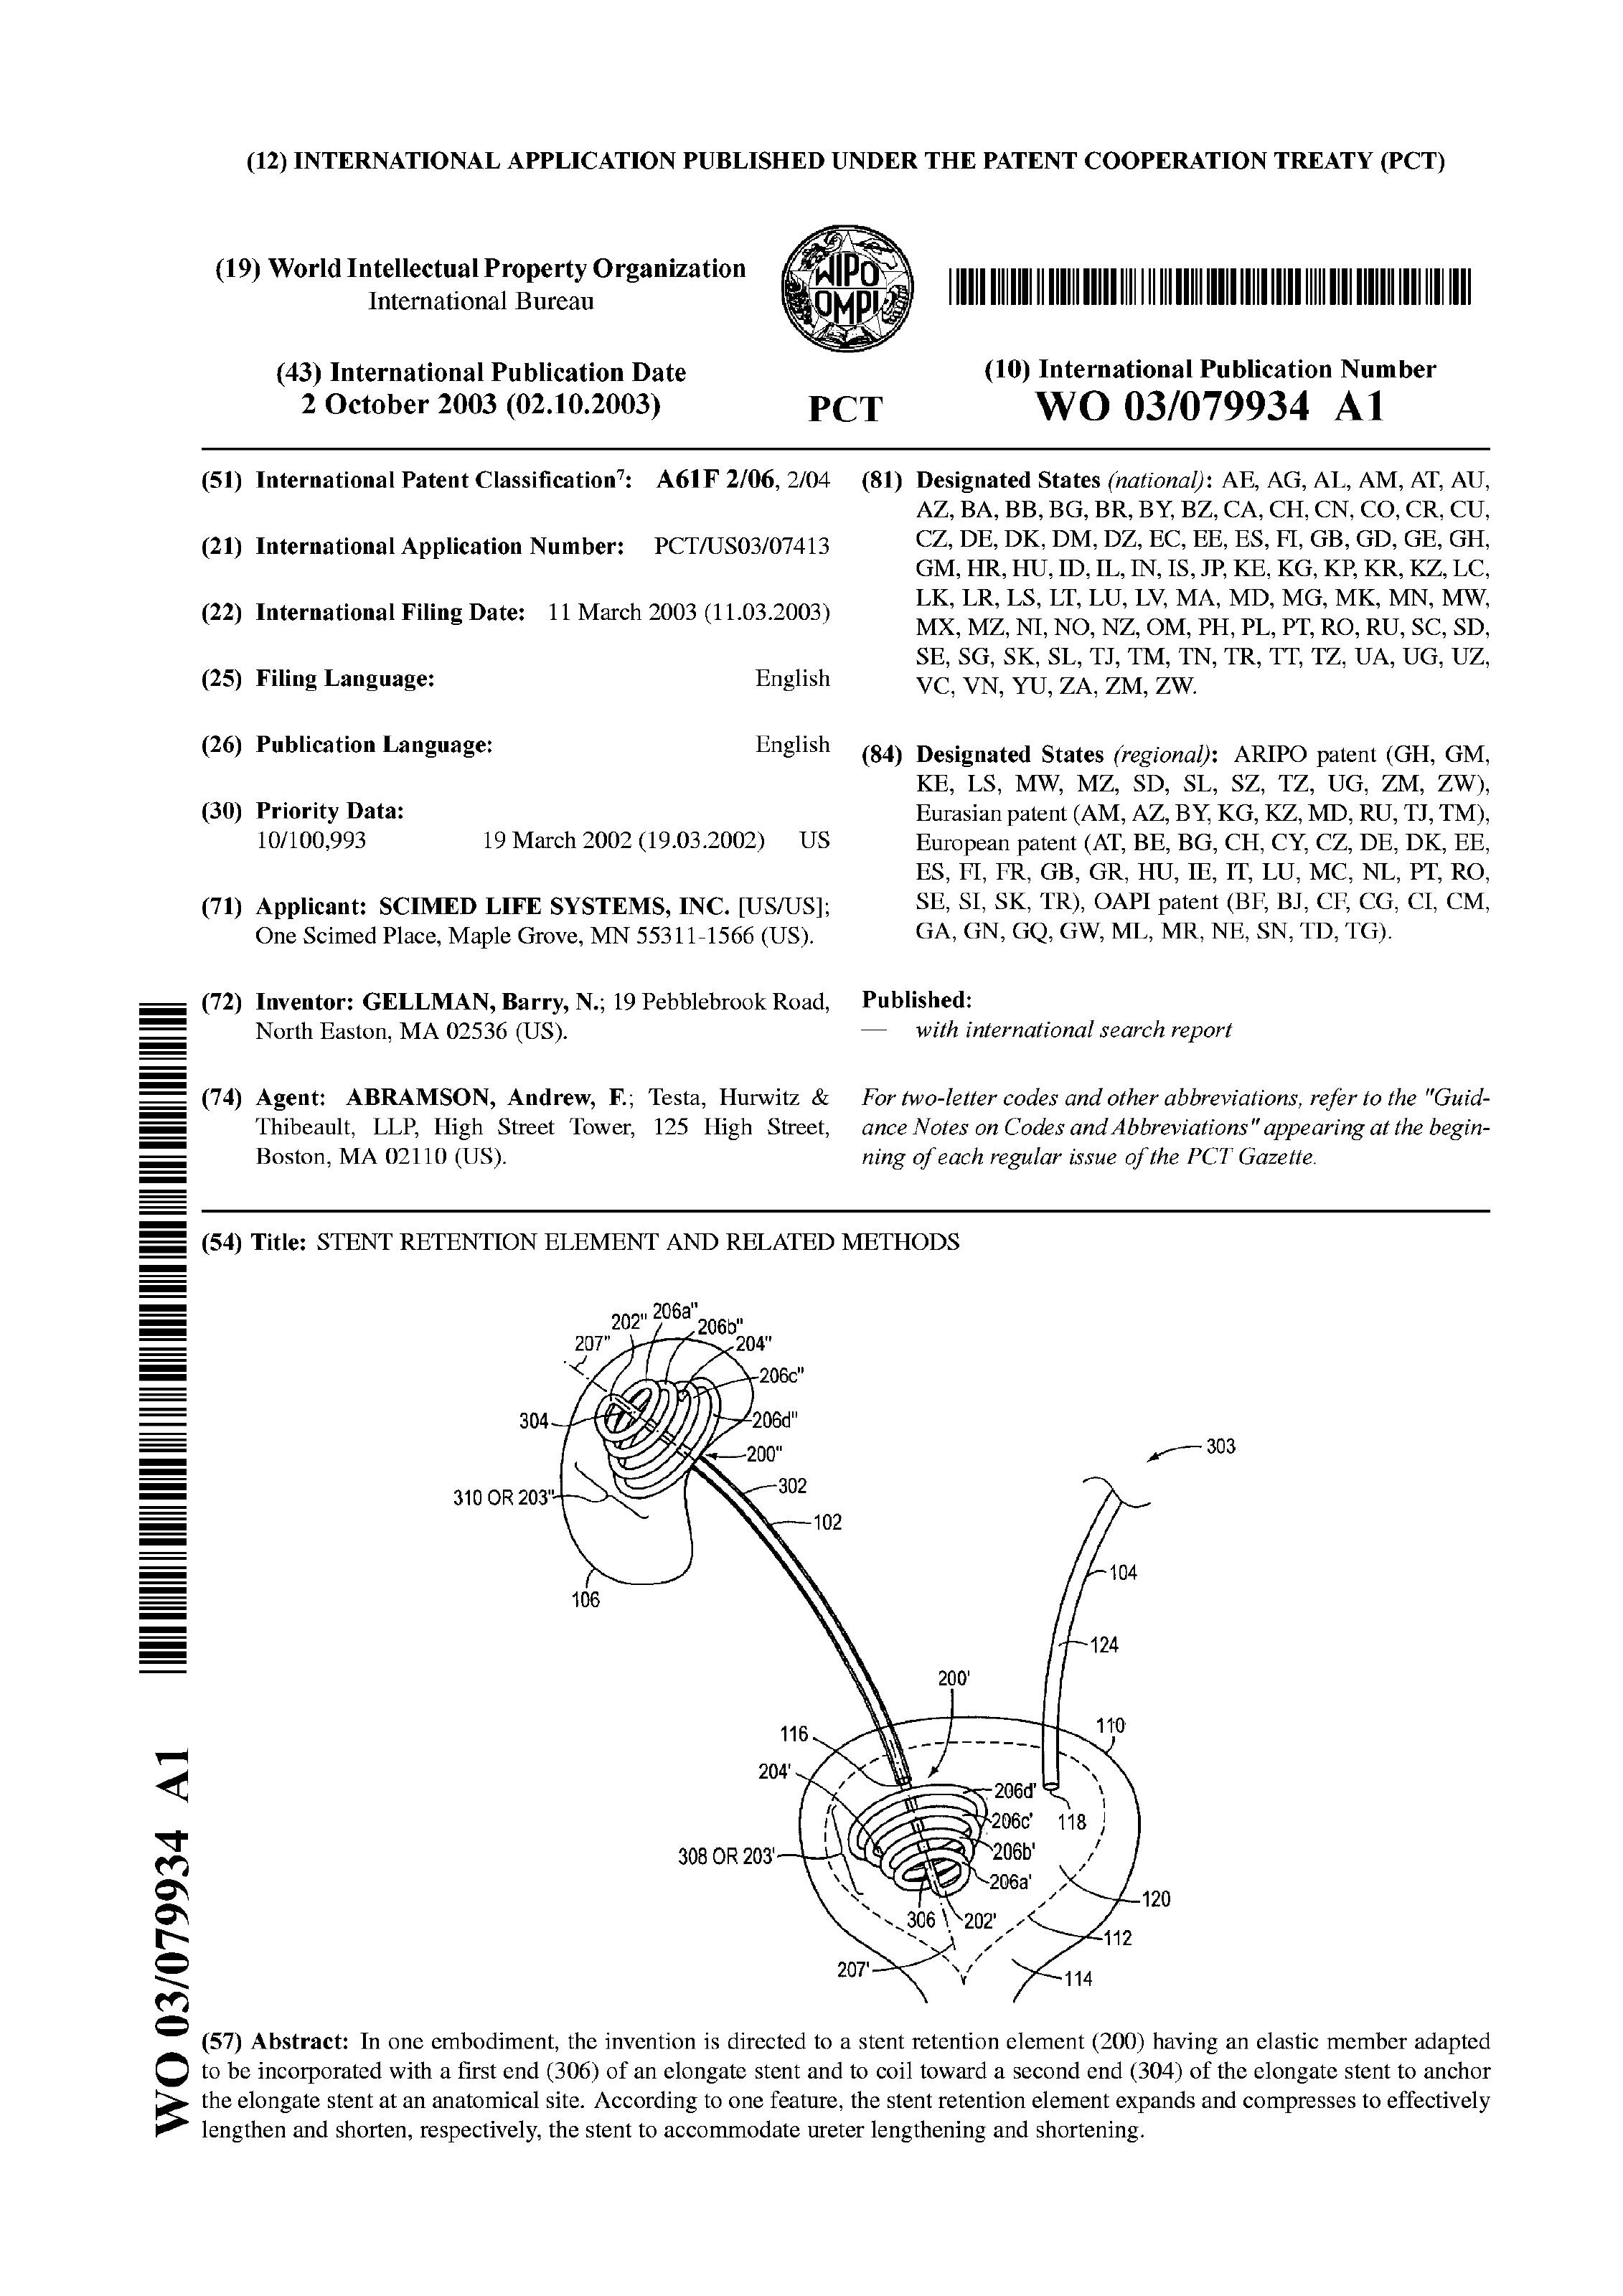 (12) INTERNATIONAL APPLICATION PUBLISHED UNDER THE PATENT COOPERATION TREATY (PCT)
(19) World Intellectual Property Organization
International Bureau
WIPO
OMPI
(43) International Publication Date
2 October 2003 (02.10.2003)
PCT
(10) International Publication Number
WO 03/079934 A1
(51) International Patent Classification⁷: A61F 2/06, 2/04
(21) International Application Number: PCT/US03/07413
(22) International Filing Date: 11 March 2003 (11.03.2003)
(25) Filing Language: English
(26) Publication Language: English
(30) Priority Data:
10/100,993 19 March 2002 (19.03.2002) US
(71) Applicant: SCIMED LIFE SYSTEMS, INC. [US/US];
One Scimed Place, Maple Grove, MN 55311-1566 (US).
(72) Inventor: GELLMAN, Barry, N.; 19 Pebblebrook Road,
North Easton, MA 02536 (US).
(74) Agent: ABRAMSON, Andrew, F.; Testa, Hurwitz &
Thibeault, LLP, High Street Tower, 125 High Street,
Boston, MA 02110 (US).
(81) Designated States (national): AE, AG, AL, AM, AT, AU,
AZ, BA, BB, BG, BR, BY, BZ, CA, CH, CN, CO, CR, CU,
CZ, DE, DK, DM, DZ, EC, EE, ES, FI, GB, GD, GE, GH,
GM, HR, HU, ID, IL, IN, IS, JP, KE, KG, KP, KR, KZ, LC,
LK, LR, LS, LT, LU, LV, MA, MD, MG, MK, MN, MW,
MX, MZ, NI, NO, NZ, OM, PH, PL, PT, RO, RU, SC, SD,
SE, SG, SK, SL, TJ, TM, TN, TR, TT, TZ, UA, UG, UZ,
VC, VN, YU, ZA, ZM, ZW.
(84) Designated States (regional): ARIPO patent (GH, GM,
KE, LS, MW, MZ, SD, SL, SZ, TZ, UG, ZM, ZW),
Eurasian patent (AM, AZ, BY, KG, KZ, MD, RU, TJ, TM),
European patent (AT, BE, BG, CH, CY, CZ, DE, DK, EE,
ES, FI, FR, GB, GR, HU, IE, IT, LU, MC, NL, PT, RO,
SE, SI, SK, TR), OAPI patent (BF, BJ, CF, CG, CI, CM,
GA, GN, GQ, GW, ML, MR, NE, SN, TD, TG).
Published:
— with international search report
For two-letter codes and other abbreviations, refer to the "Guid-
ance Notes on Codes and Abbreviations" appearing at the begin-
ning of each regular issue of the PCT Gazette.
(54) Title: STENT RETENTION ELEMENT AND RELATED METHODS
206a"
202"
206b"
207"
204"
206c"
304
206d"
200"
303
302
310 OR 203"
102
104
106
124
200'
110
116
204'
206d'
206c'
118
206b'
308 OR 203'
206a'
120
306
202'
112
207'
114
(57) Abstract: In one embodiment, the invention is directed to a stent retention element (200) having an elastic member adapted
to be incorporated with a first end (306) of an elongate stent and to coil toward a second end (304) of the elongate stent to anchor
the elongate stent at an anatomical site. According to one feature, the stent retention element expands and compresses to effectively
lengthen and shorten, respectively, the stent to accommodate ureter lengthening and shortening.
WO 03/079934 A1